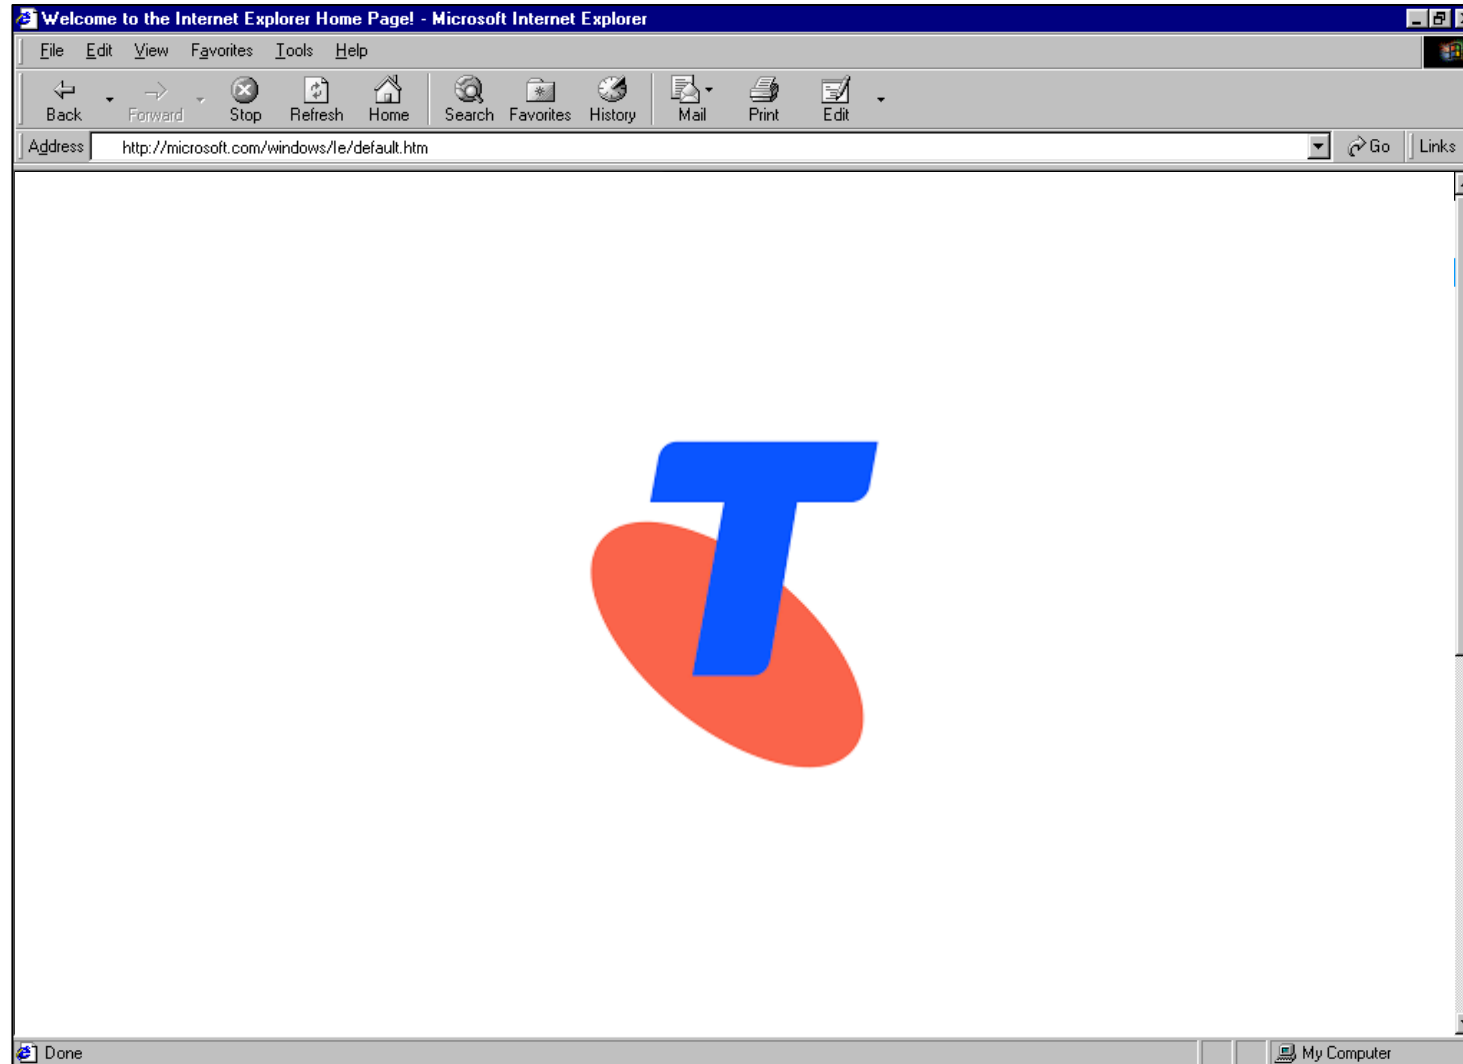 Welcome to the Internet Explorer Home Page! - Microsoft Internet Explorer
File Edit View Favorites Tools Help
Back Forward Stop Refresh Home Search Favorites History Mail Print Edit
Address http://microsoft.com/windows/Ie/default.htm Go Links
T
Done My Computer